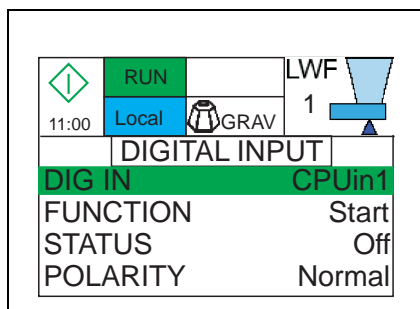 RUN
LWF
11:00
Local
GRAV
1
DIGITAL INPUT
DIG IN CPUin1
FUNCTION Start
STATUS Off
POLARITY Normal